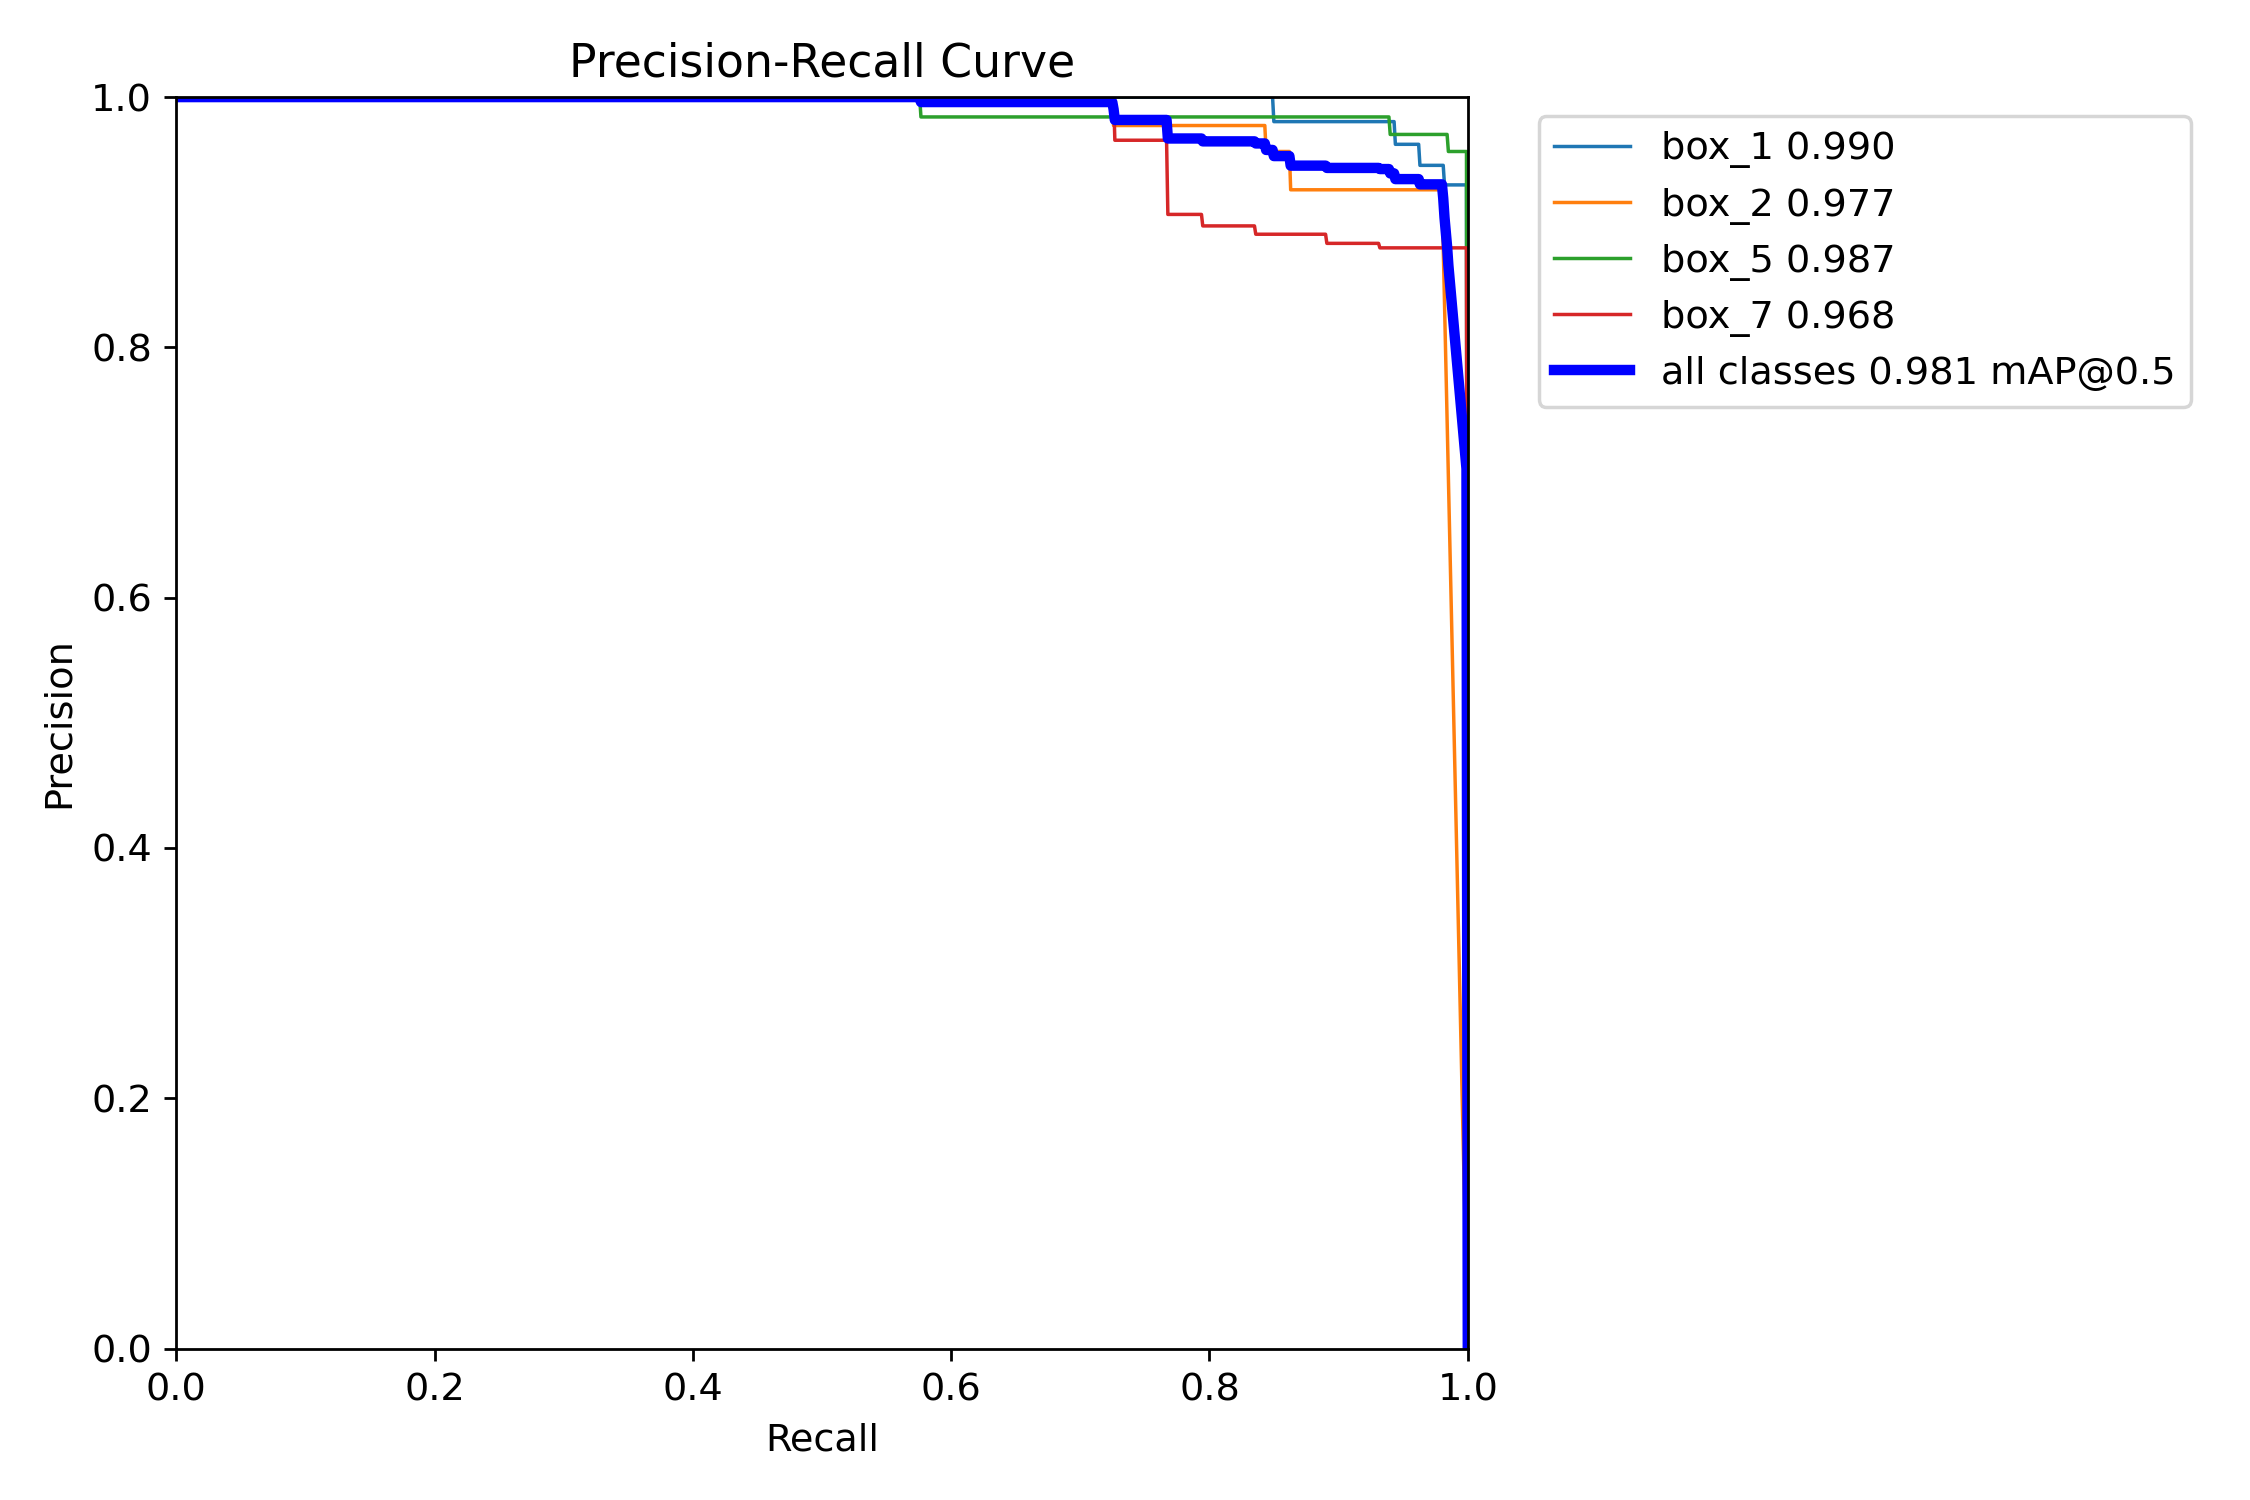 Precision-Recall Curve
1.0
0.8
0.6
0.4
0.2
0.0
Precision
0.0 0.2 0.4 0.6 0.8 1.0
Recall
box_1 0.990
box_2 0.977
box_5 0.987
box_7 0.968
all classes 0.981 mAP@0.5